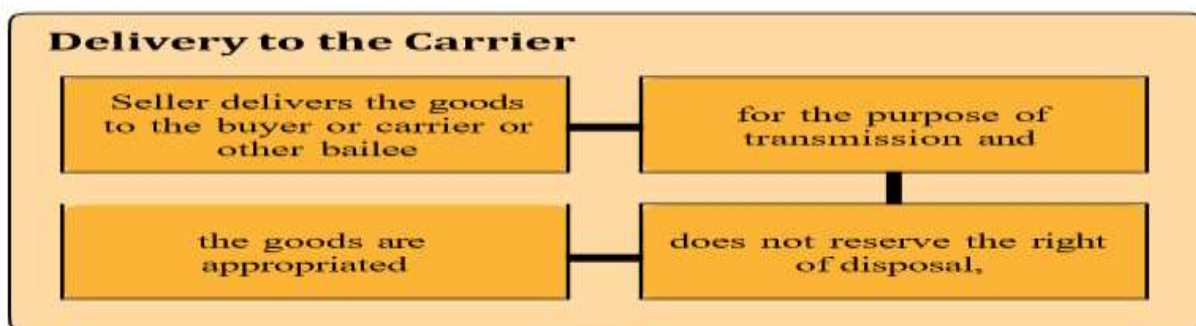 Delivery to the Carrier
Seller delivers the goods
to the buyer or carrier or
other bailee
for the purpose of
transmission and
does not reserve the right
of disposal,
the goods are
appropriated